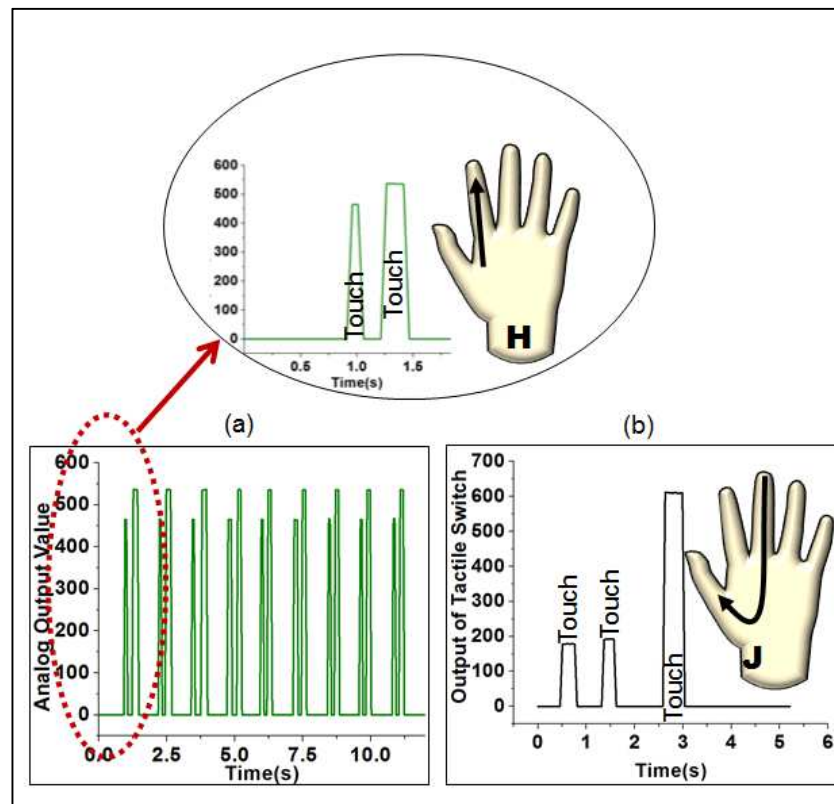 600
500
400
300
200
100
0
Touch
Touch
0.5 1.0 1.5
Time(s)
H
(a)
(b)
600
500
400
300
200
100
0
Analog Output Value
0.0 2.5 5.0 7.5 10.0
Time(s)
700
600
500
400
300
200
100
0
Output of Tactile Switch
Touch
Touch
Touch
J
0 1 2 3 4 5 6
Time(s)